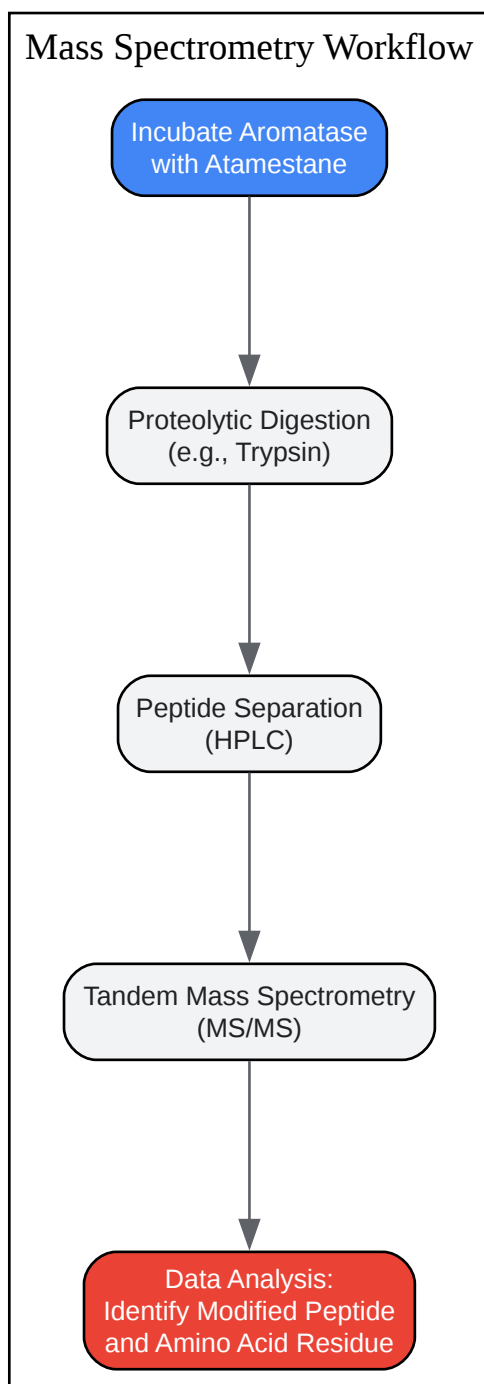 Mass Spectrometry Workflow
Incubate Aromatase
with Atamestane
Proteolytic Digestion
(e.g., Trypsin)
Peptide Separation
(HPLC)
Tandem Mass Spectrometry
(MS/MS)
Data Analysis:
Identify Modified Peptide
and Amino Acid Residue